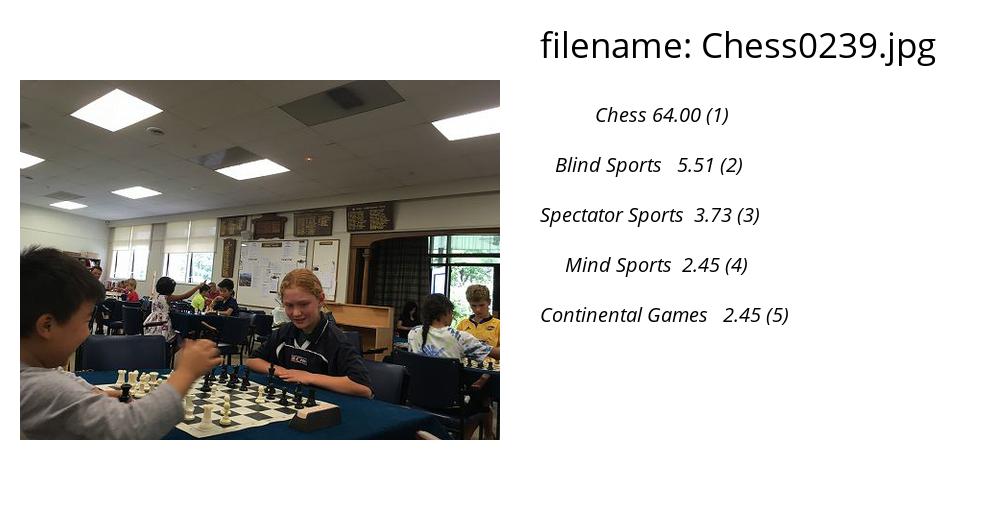 filename: Chess0239.jpg
Chess 64.00 (1)
Blind Sports 5.51 (2)
Spectator Sports 3.73 (3)
Mind Sports 2.45 (4)
Continental Games 2.45 (5)